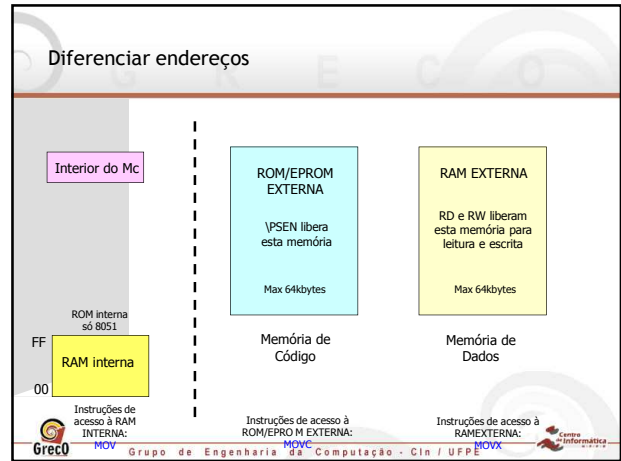 Diferenciar endereços
G R E C O
Interior do Mc
ROM interna
só 8051
FF
RAM interna
00
Instruções de
acesso à RAM
INTERNA:
MOV
ROM/EPROM
EXTERNA
\PSEN libera
esta memória
Max 64kbytes
Memória de
Código
Instruções de acesso à
ROM/EPRO M EXTERNA:
MOVC
RAM EXTERNA
RD e RW liberam
esta memória para
leitura e escrita
Max 64kbytes
Memória de
Dados
Instruções de acesso à
RAMEXTERNA:
MOVX
GrecO
Grupo de Engenharia da Computação - CIn / UFPE
Centro
de Informática
U F P E